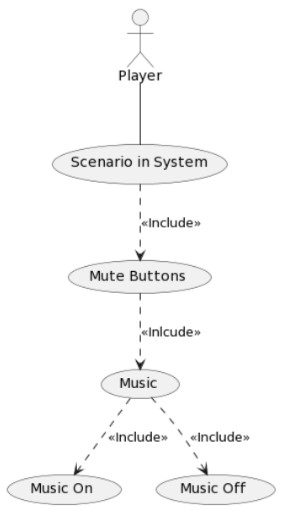 Player
Scenario in System
«Include»
Mute Buttons
«Inlcude»
Music
«Include» «Include»
Music On Music Off